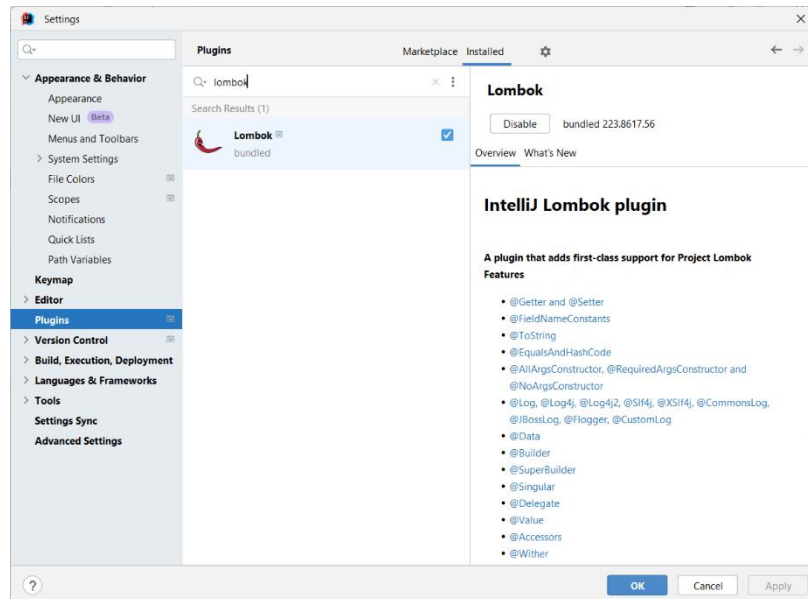 Settings
Appearance & Behavior
Appearance
New UI Beta
Menus and Toolbars
System Settings
File Colors
Scopes
Notifications
Quick Lists
Path Variables
Keymap
Editor
Plugins
Version Control
Build, Execution, Deployment
Languages & Frameworks
Tools
Settings Sync
Advanced Settings
Plugins
Marketplace Installed
lombok
Search Results (1)
Lombok
bundled
Lombok
Disable bundled 223.8617.56
Overview What's New
IntelliJ Lombok plugin
A plugin that adds first-class support for Project Lombok
Features
• @Getter and @Setter
• @FieldNameConstants
• @ToString
• @EqualsAndHashCode
• @AllArgsConstructor, @RequiredArgsConstructor and
@NoArgsConstructor
• @Log, @Log4j, @Log4j2, @Slf4j, @XSlf4j, @CommonsLog,
@JBossLog, @Flogger, @CustomLog
• @Data
• @Builder
• @SuperBuilder
• @Singular
• @Delegate
• @Value
• @Accessors
• @Wither
?
OK Cancel Apply